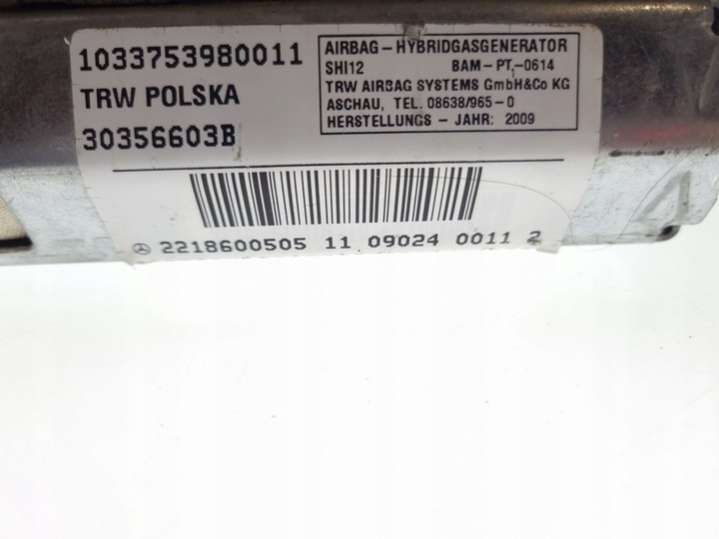 1033753980011
TRW POLSKA
30356603B
AIRBAG-HYBRIDGASGENERATOR
SHI12 BAM-PT,-0614
TRW AIRBAG SYSTEMS GmbH&Co KG
ASCHAU, TEL. 08638/965-0
HERSTELLUNGS - JAHR: 2009
2218600505 11 09024 0011 2